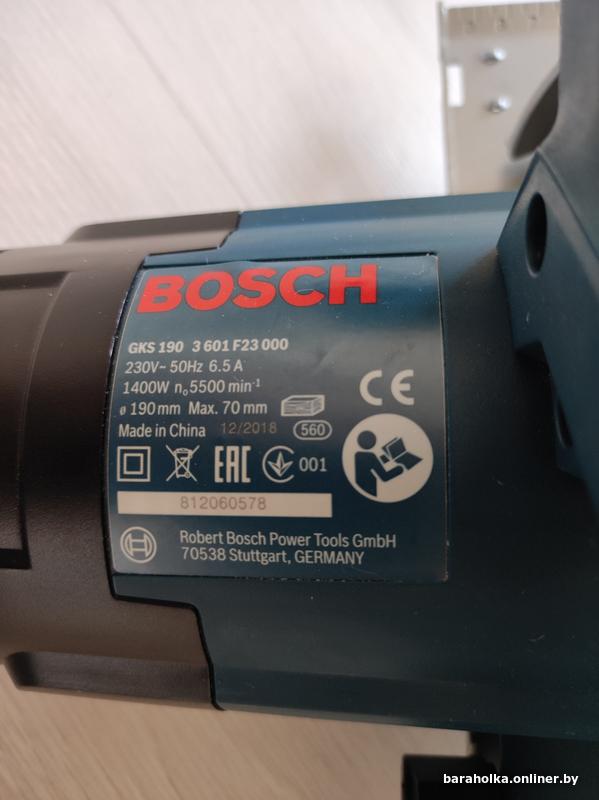 BOSCH
GKS 190 3 601 F23 000
230V~ 50Hz 6.5 A
1400W n₀5500 min⁻¹
ø 190 mm Max. 70 mm
Made in China 12/2018 560
CE
EAC 001
812060578
Robert Bosch Power Tools GmbH
70538 Stuttgart, GERMANY
baraholka.onliner.by